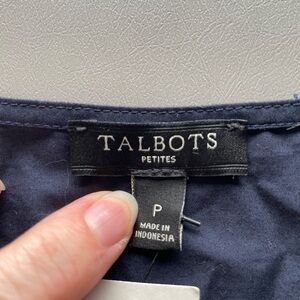 TALBOTS
PETITES
P
MADE IN
INDONESIA